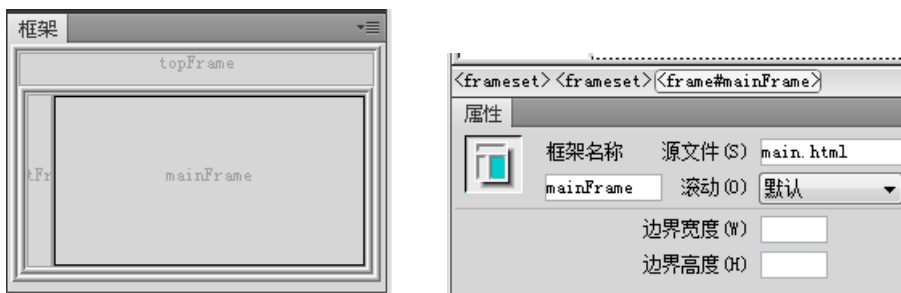 框架
topFrame
tFr
mainFrame
<frameset> <frameset> <frame#mainFrame>
属性
框架名称
源文件(S)
main.html
mainFrame
滚动(O)
默认
边界宽度(W)
边界高度(H)